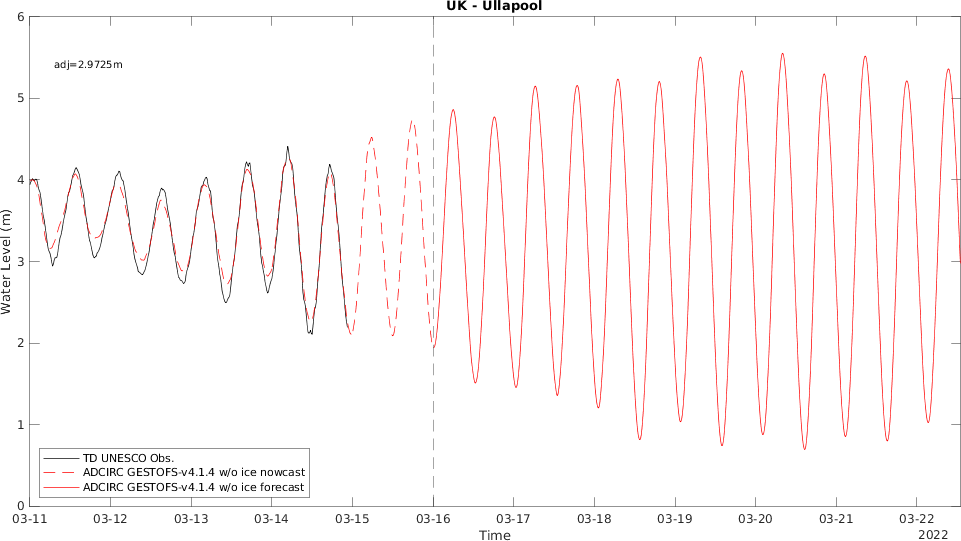 UK - Ullapool
adj=2.9725m
6
5
4
3
2
1
0
Water Level (m)
TD UNESCO Obs.
ADCIRC GESTOFS-v4.1.4 w/o ice nowcast
ADCIRC GESTOFS-v4.1.4 w/o ice forecast
03-11 03-12 03-13 03-14 03-15 03-16 03-17 03-18 03-19 03-20 03-21 03-22
Time
2022